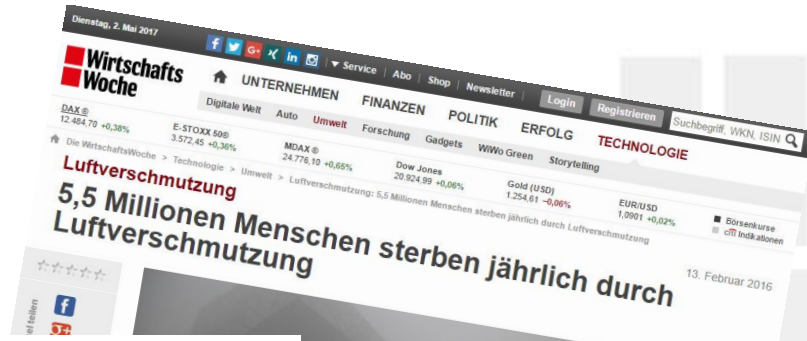 Dienstag, 2. Mai 2017
Service | Abo | Shop | Newsletter | Login Registrieren
Suchbegriff, WKN, ISIN
Wirtschafts
Woche
UNTERNEHMEN FINANZEN POLITIK ERFOLG TECHNOLOGIE
Digitale Welt Auto Umwelt Forschung Gadgets WiWo Green Storytelling
DAX ® E-STOXX 50® MDAX ® Dow Jones Gold (USD) EUR/USD
12.484,70 +0,38% 3.572,45 +0,36% 24.776,10 +0,65% 20.924,99 +0,06% 1.254,61 -0,06% 1,0901 +0,02%
Börsenkurse
citi Indikationen
Die WirtschaftsWoche > Technologie > Umwelt > Luftverschmutzung: 5,5 Millionen Menschen sterben jährlich durch Luftverschmutzung
Luftverschmutzung
13. Februar 2016
5,5 Millionen Menschen sterben jährlich durch
Luftverschmutzung
teilen